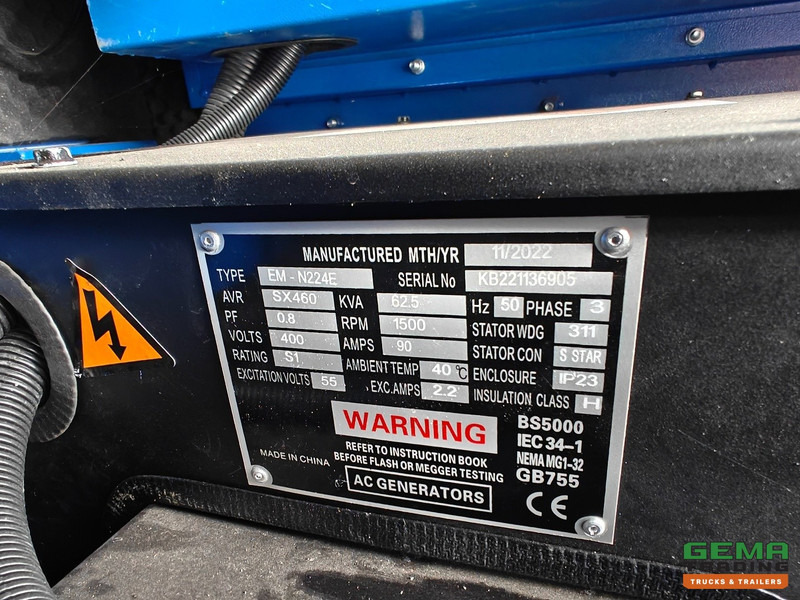 MANUFACTURED MTH/YR 11/2022
TYPE EM - N224E SERIAL No KB221136905
AVR SX460 KVA 62.5 Hz 50 PHASE 3
PF 0.8 RPM 1500 STATOR WDG 311
VOLTS 400 AMPS 90 STATOR CON S STAR
RATING S1 AMBIENT TEMP 40 ℃ ENCLOSURE IP23
EXCITATION VOLTS 55 EXC.AMPS 2.2 INSULATION CLASS H
WARNING
BS5000
IEC 34-1
NEMA MG1-32
GB755
MADE IN CHINA
REFER TO INSTRUCTION BOOK
BEFORE FLASH OR MEGGER TESTING
AC GENERATORS
CE
GEMA
TRUCKS & TRAILERS